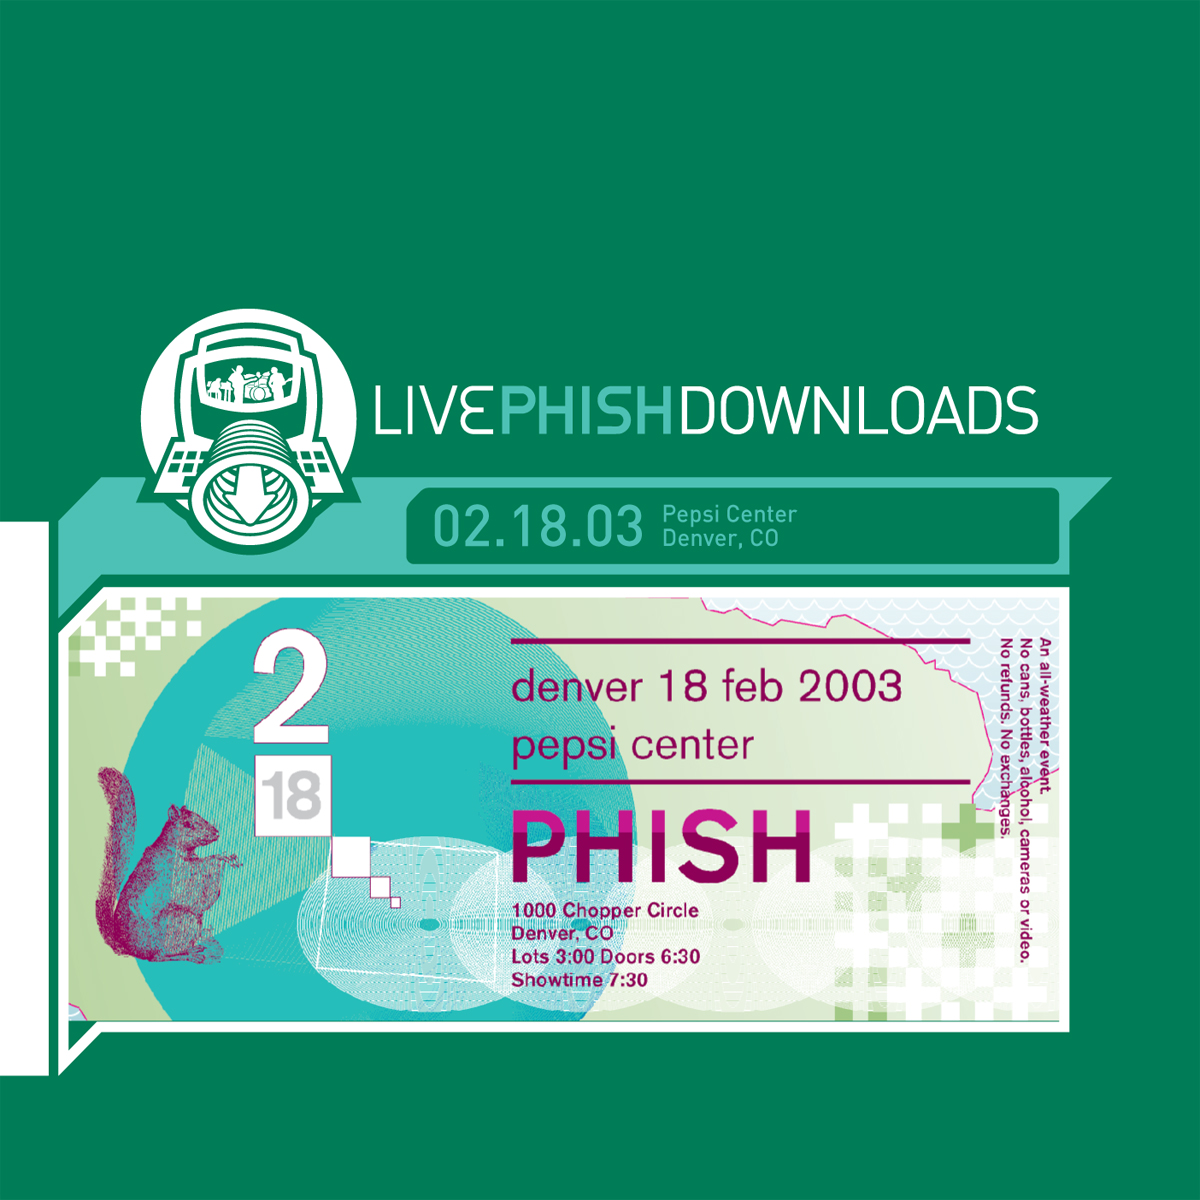 LIVEPHISHDOWNLOADS
02.18.03
Pepsi Center
Denver, CO
2
18
denver 18 feb 2003
pepsi center
PHISH
1000 Chopper Circle
Denver, CO
Lots 3:00 Doors 6:30
Showtime 7:30
An all-weather event.
No cans, bottles, alcohol, cameras or video.
No refunds. No exchanges.